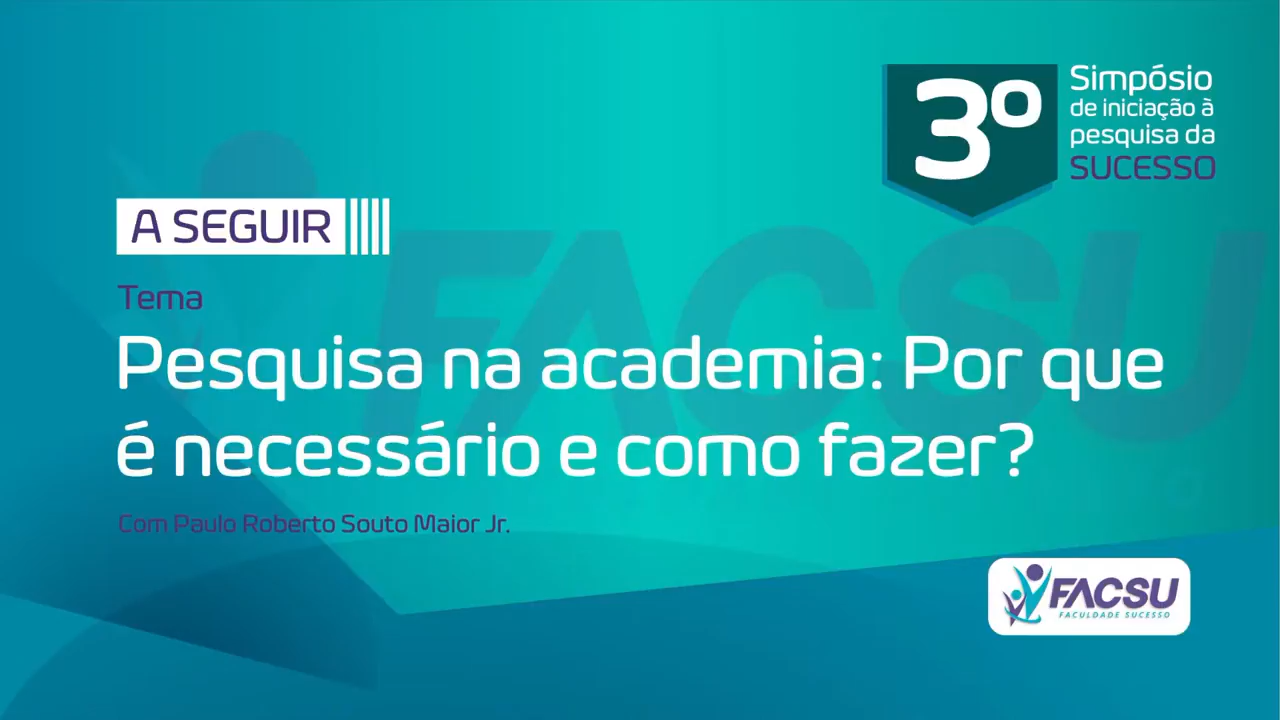 3º
Simpósio
de iniciação à
pesquisa da
SUCESSO
A SEGUIR
Tema
Pesquisa na academia: Por que
é necessário e como fazer?
Com Paulo Roberto Souto Maior Jr.
FACSU
FACSU
FACULDADE SUCESSO